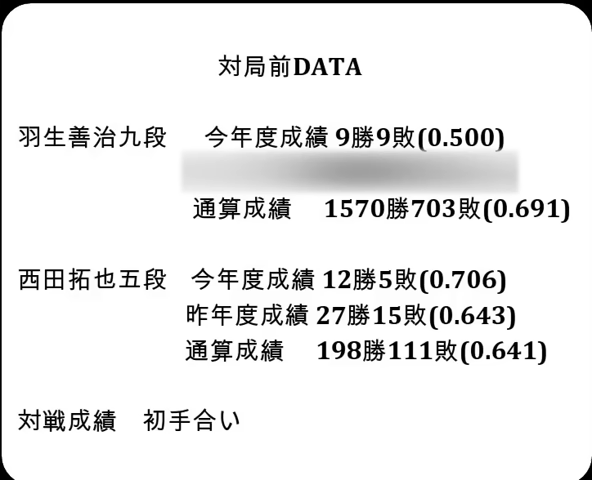 対局前DATA
羽生善治九段 今年度成績 9勝9敗(0.500)
通算成績 1570勝703敗(0.691)
西田拓也五段 今年度成績 12勝5敗(0.706)
昨年度成績 27勝15敗(0.643)
通算成績 198勝111敗(0.641)
対戦成績 初手合い